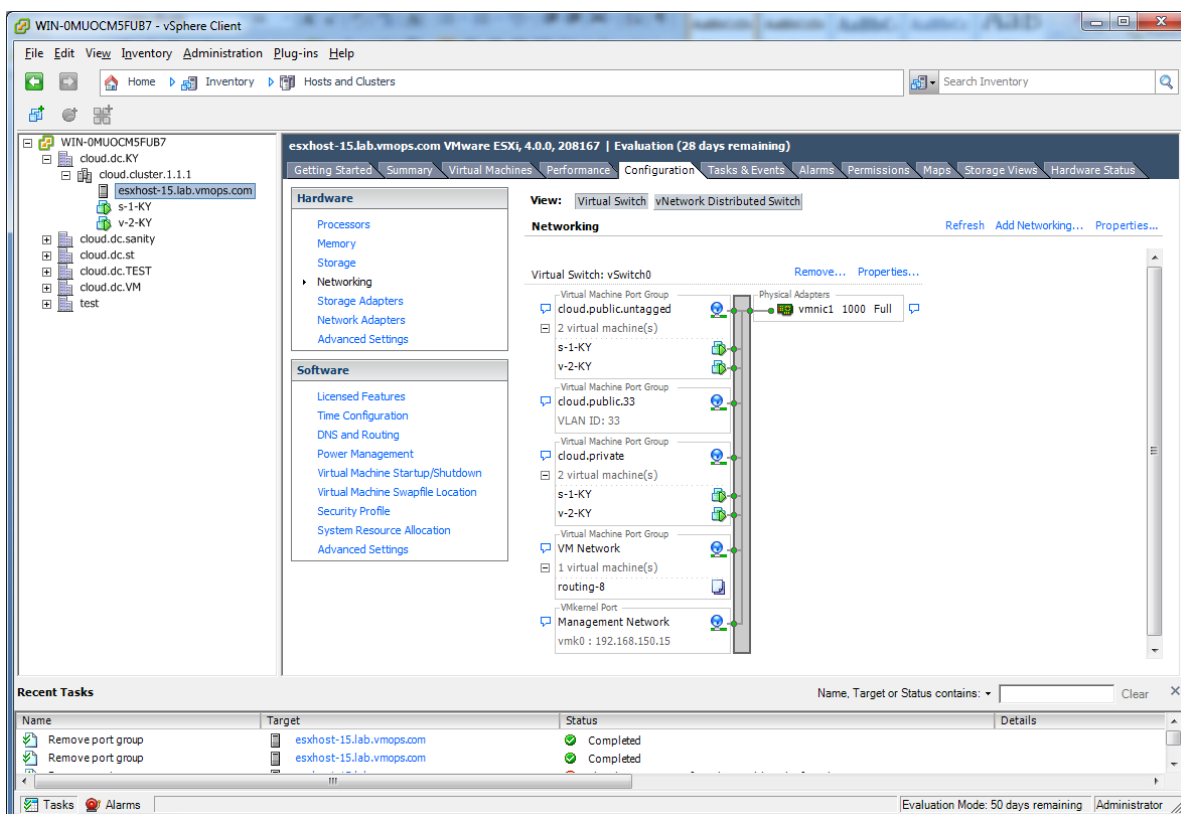 WIN-0MUOCM5FUB7 - vSphere Client
File Edit View Inventory Administration Plug-ins Help
Home Inventory Hosts and Clusters
Search Inventory
WIN-0MUOCM5FUB7
cloud.dc.KY
cloud.cluster.1.1.1
esxhost-15.lab.vmops.com
s-1-KY
v-2-KY
cloud.dc.sanity
cloud.dc.st
cloud.dc.TEST
cloud.dc.VM
test
esxhost-15.lab.vmops.com VMware ESXi, 4.0.0, 208167 | Evaluation (28 days remaining)
Getting Started Summary Virtual Machines Performance Configuration Tasks & Events Alarms Permissions Maps Storage Views Hardware Status
Hardware
Processors
Memory
Storage
Networking
Storage Adapters
Network Adapters
Advanced Settings
Software
Licensed Features
Time Configuration
DNS and Routing
Power Management
Virtual Machine Startup/Shutdown
Virtual Machine Swapfile Location
Security Profile
System Resource Allocation
Advanced Settings
View: Virtual Switch vNetwork Distributed Switch
Networking
Refresh Add Networking... Properties...
Virtual Switch: vSwitch0
Remove... Properties...
Virtual Machine Port Group
cloud.public.untagged
2 virtual machine(s)
s-1-KY
v-2-KY
Physical Adapters
vmnic1 1000 Full
Virtual Machine Port Group
cloud.public.33
VLAN ID: 33
Virtual Machine Port Group
cloud.private
2 virtual machine(s)
s-1-KY
v-2-KY
Virtual Machine Port Group
VM Network
1 virtual machine(s)
routing-8
VMkernel Port
Management Network
vmk0 : 192.168.150.15
Recent Tasks
Name, Target or Status contains:
Clear
Name Target Status Details
Remove port group esxhost-15.lab.vmops.com Completed
Remove port group esxhost-15.lab.vmops.com Completed
Tasks Alarms
Evaluation Mode: 50 days remaining
Administrator